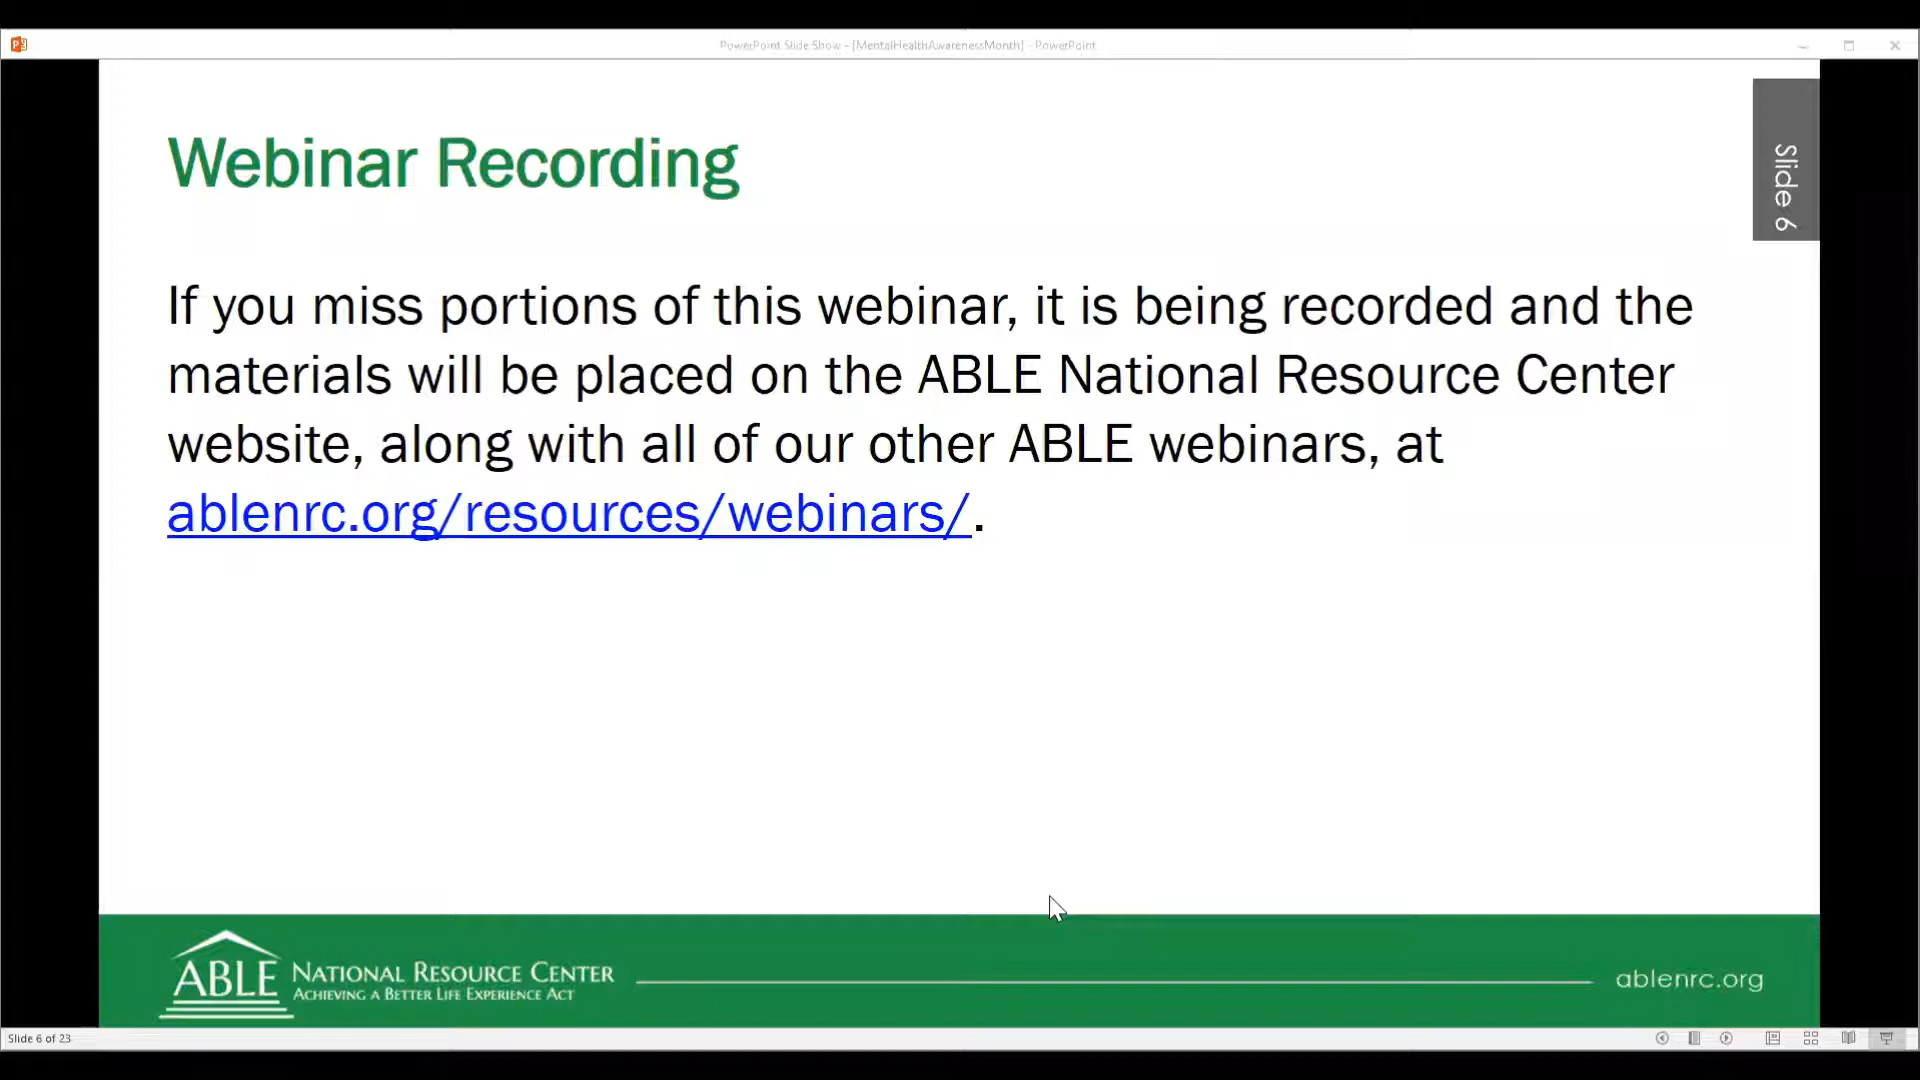 PowerPoint Slide Show - [MentalHealthAwarenessMonth] - PowerPoint
Slide 6
Webinar Recording
If you miss portions of this webinar, it is being recorded and the
materials will be placed on the ABLE National Resource Center
website, along with all of our other ABLE webinars, at
ablenrc.org/resources/webinars/.
ABLE NATIONAL RESOURCE CENTER
ACHIEVING A BETTER LIFE EXPERIENCE ACT
ablenrc.org
Slide 6 of 23